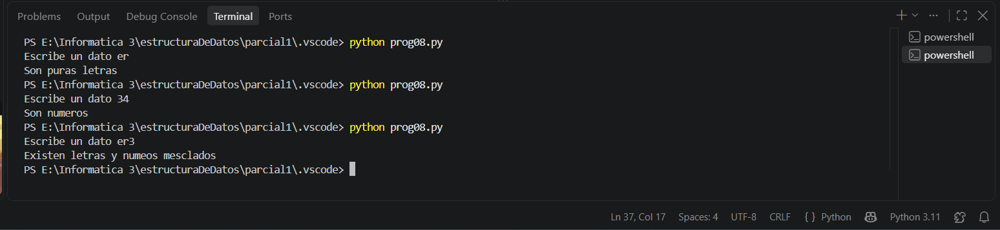 Problems Output Debug Console Terminal Ports
PS E:\Informatica 3\estructuraDeDatos\parcial1\.vscode> python prog08.py
Escribe un dato er
Son puras letras
PS E:\Informatica 3\estructuraDeDatos\parcial1\.vscode> python prog08.py
Escribe un dato 34
Son numeros
PS E:\Informatica 3\estructuraDeDatos\parcial1\.vscode> python prog08.py
Escribe un dato er3
Existen letras y numeos mesclados
PS E:\Informatica 3\estructuraDeDatos\parcial1\.vscode>
powershell
powershell
Ln 37, Col 17 Spaces: 4 UTF-8 CRLF { } Python Python 3.11